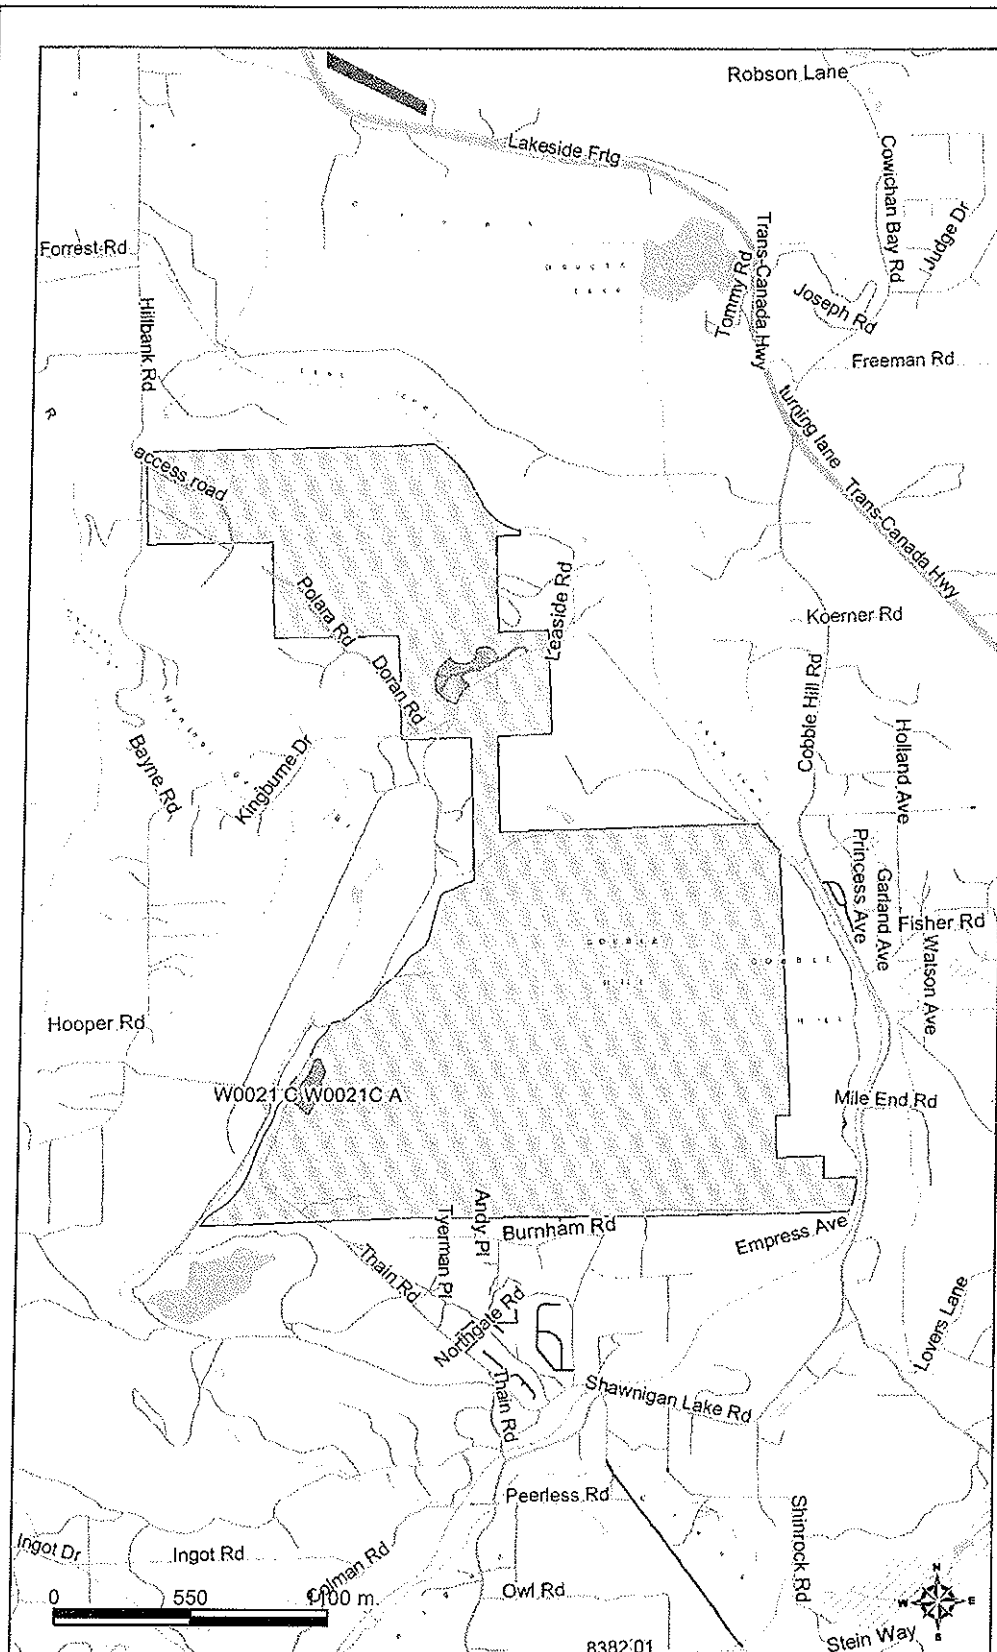 Robson Lane
Lakeside Frtg
Cowichan Bay Rd
Judge Dr
Trans-Canada Hwy
Forrest Rd
Tommy Rd
Joseph Rd
Hillbank Rd
Freeman Rd
R
turning lane
access road
Trans-Canada Hwy
Polara Rd
Leaside Rd
Koerner Rd
Doran Rd
Cobble Hill Rd
Holland Ave
Bayne Rd
Kingburne Dr
Princess Ave
Garland Ave
Fisher Rd
Watson Ave
COBBLE
HILL
COBBLE
HILL
Hooper Rd
W0021 C W0021C A
Mile End Rd
Andy Pl
Tyerman Pl
Burnham Rd
Empress Ave
Thain Rd
Northgate Rd
Lovers Lane
Shawnigan Lake Rd
Thain Rd
Peerless Rd
Shinrock Rd
Ingot Dr
Ingot Rd
Colman Rd
Owl Rd
0 550 1100 m.
N
W E
S
Stein Way
8382 01